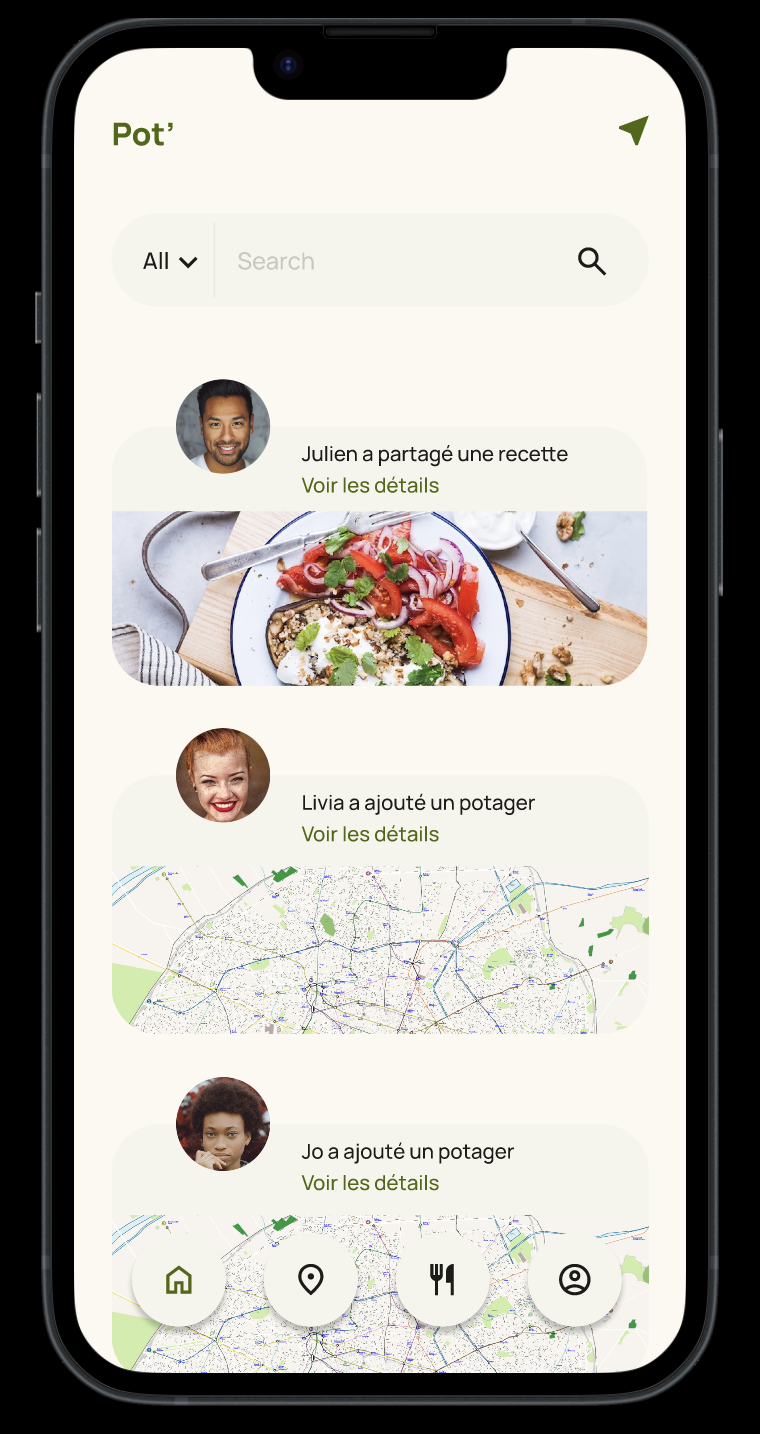 Pot’
All
Search
Julien a partagé une recette
Voir les détails
Livia a ajouté un potager
Voir les détails
Jo a ajouté un potager
Voir les détails